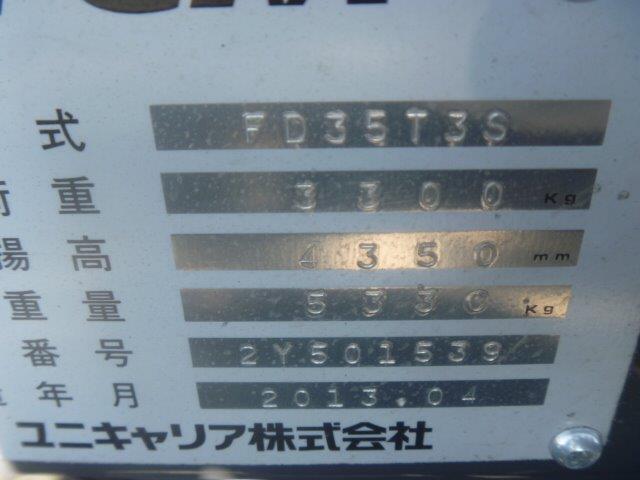 式 FD35T3S
荷重 3300 Kg
揚高 4350 mm
重量 5330 Kg
番号 2Y501539
年月 2013.04
ユニキャリア株式会社